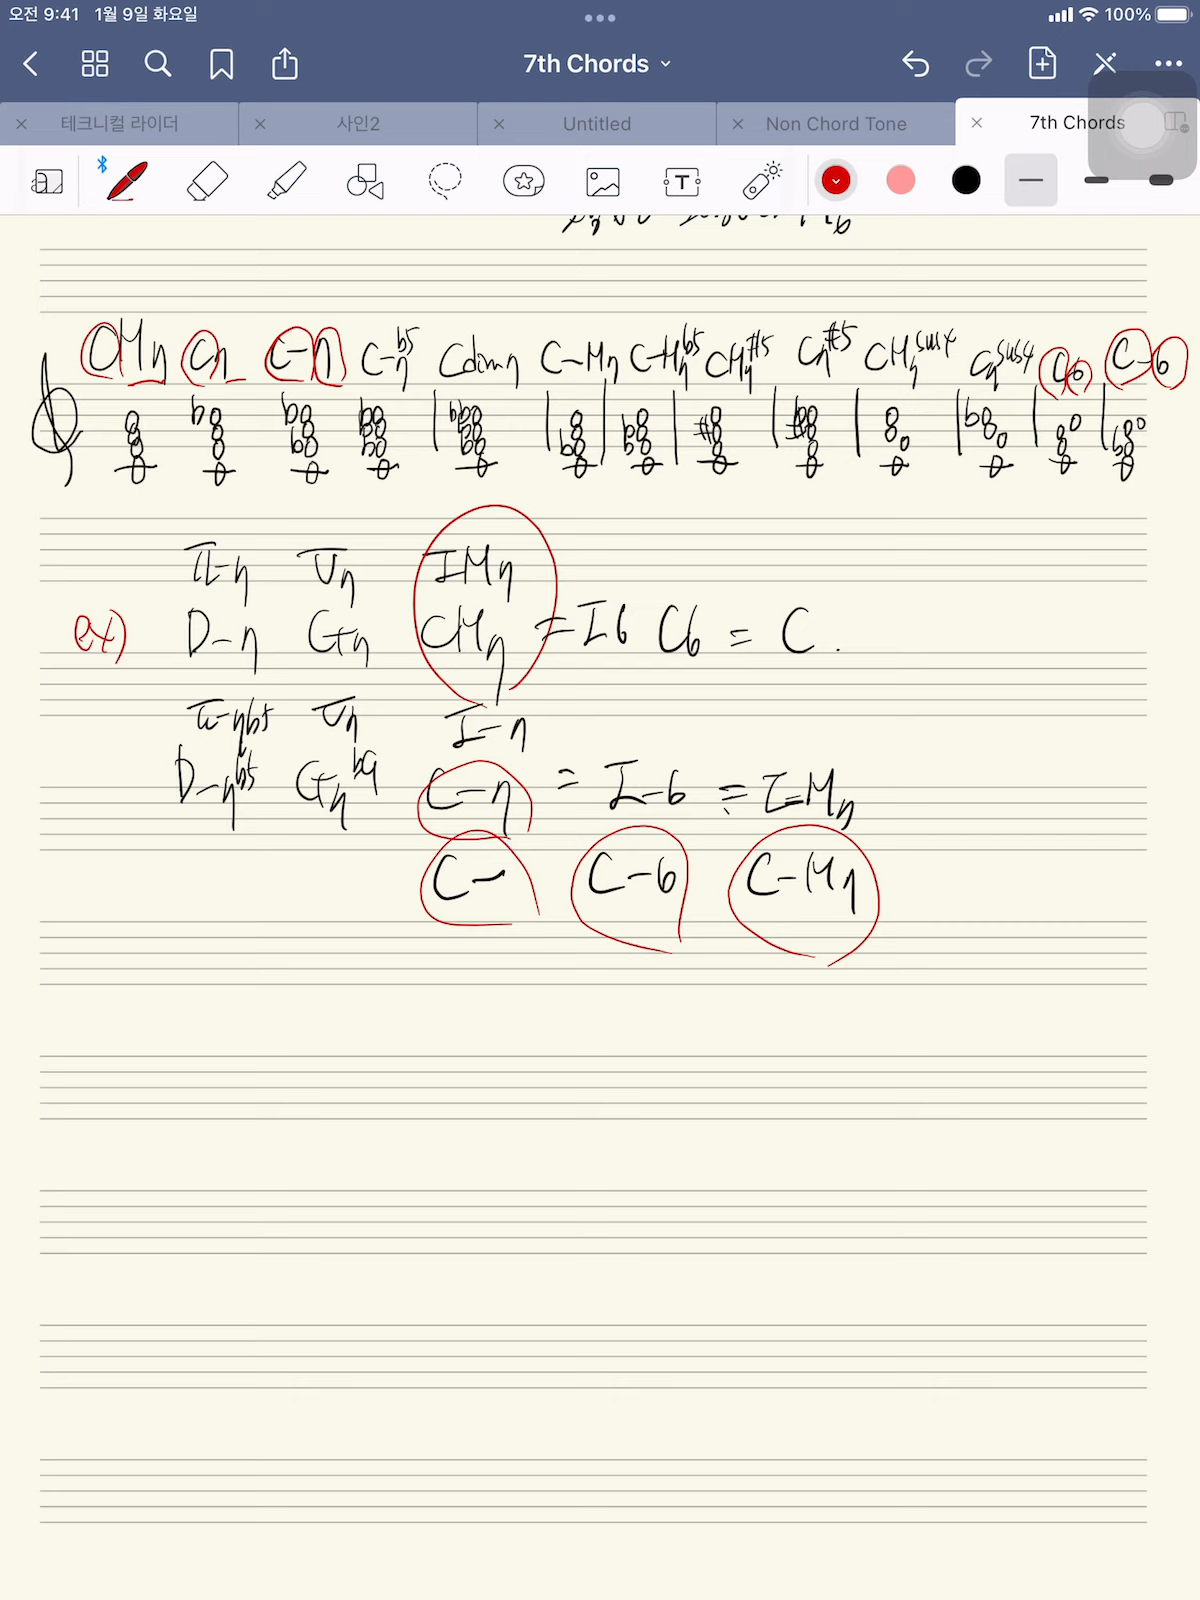 오전 9:41 1월 9일 화요일 100%
7th Chords
테크니컬 라이더 사인2 Untitled Non Chord Tone 7th Chords
T
CM7 C7 C-7 C-7b5 Cdim7 C-M7 C-M7b5 CM7#5 C7#5 CM7sus4 C7sus4 C6 C-6
II-7 V7 IM7
ex) D-7 G7 CM7 = I6 C6 = C.
II-7b5 V7 I-7
D-7b5 G7b9 C-7 = I-6 = I-M7
C- C-6 C-M7